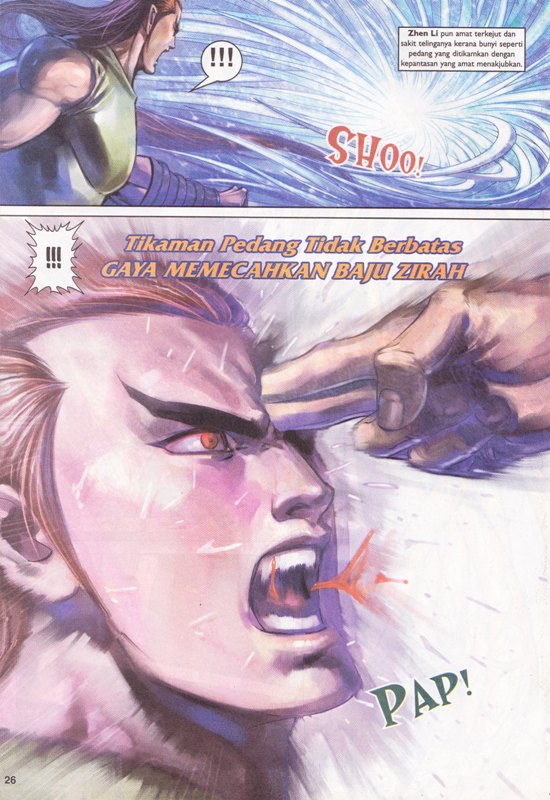 !!!
Zhen Li pun amat terkejut dan
sakit telinganya kerana bunyi seperti
pedang yang ditikamkan dengan
kepantasan yang amat menakjubkan.
SHOO!
!!!
Tikaman Pedang Tidak Berbatas
GAYA MEMECAHKAN BAJU ZIRAH
PAP!
26